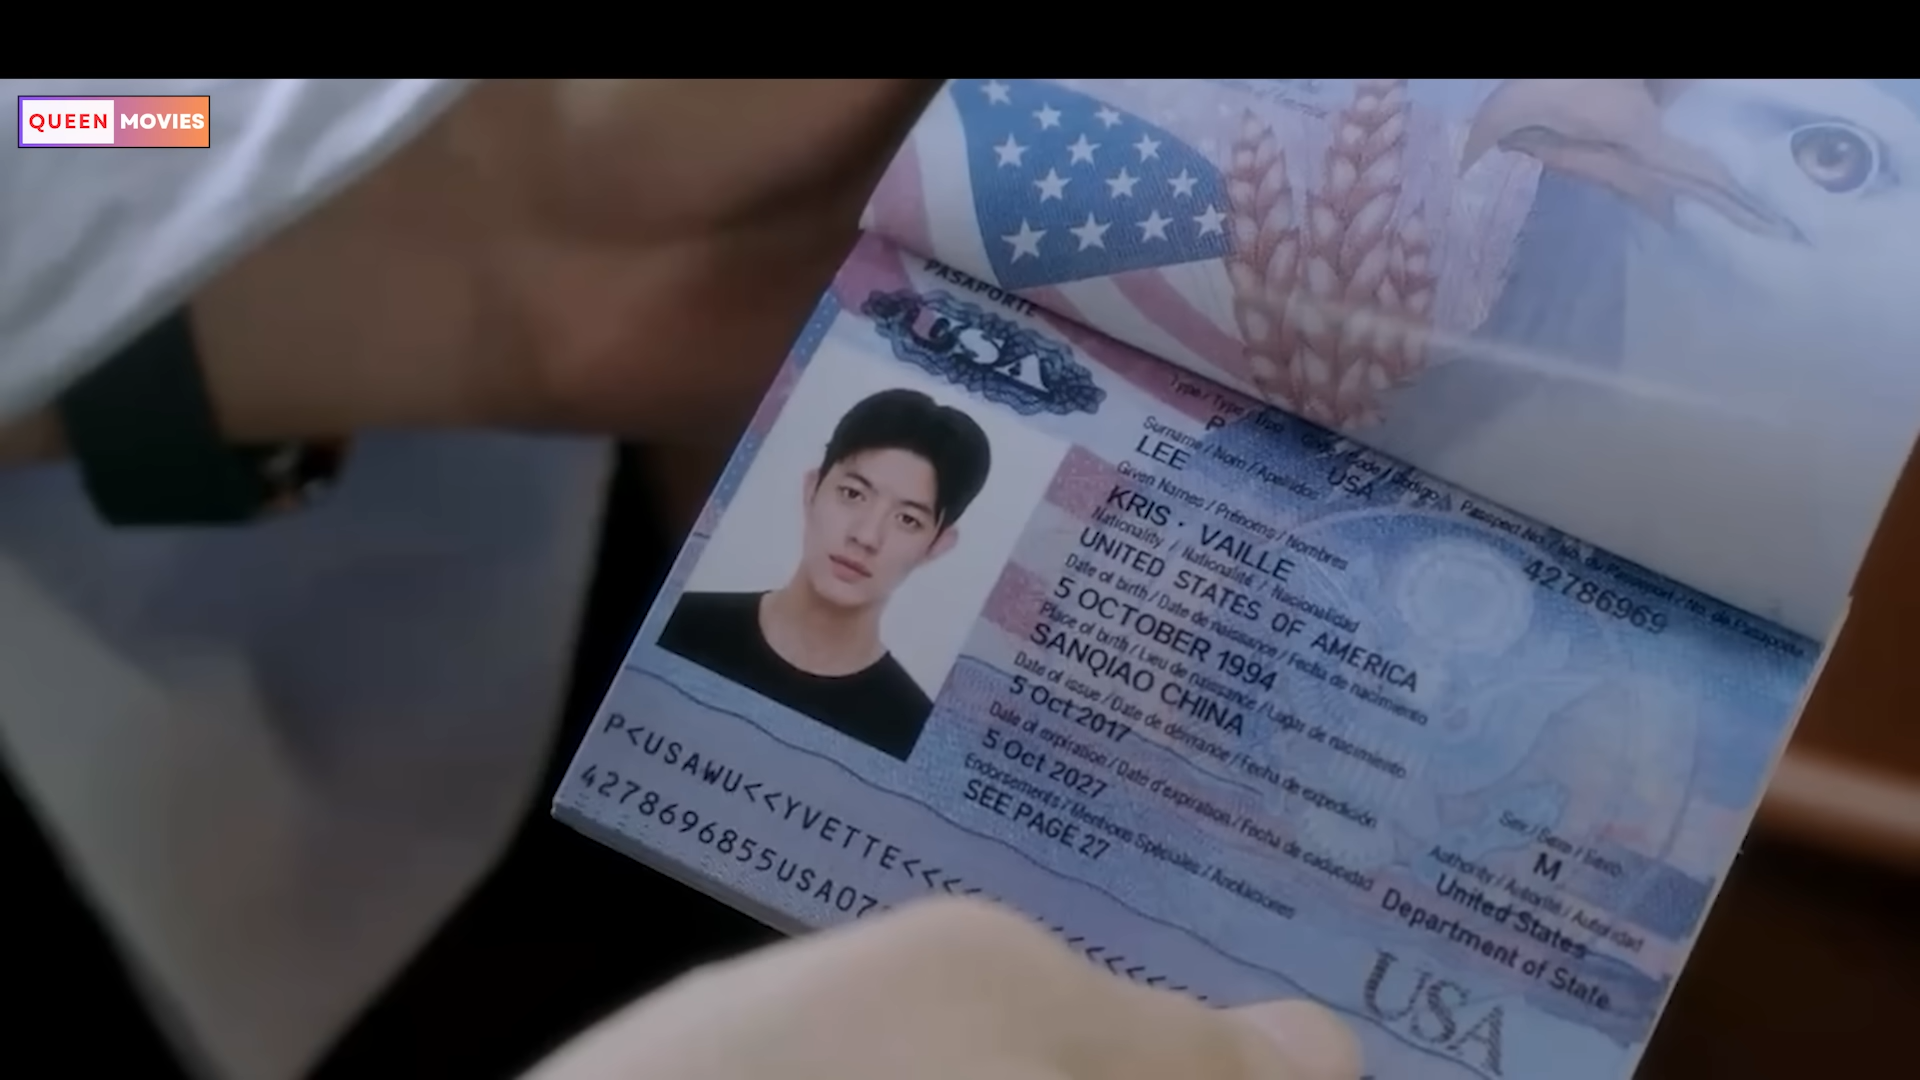 QUEEN MOVIES
PASAPORTE
USA
Type / Type / Tipo Code / Code / Código Passport No. / No. du Passeport / No. de Pasaporte
P USA 42786969
Surname / Nom / Apellidos
LEE
Given Names / Prénoms / Nombres
KRIS · VAILLE
Nationality / Nationalité / Nacionalidad
UNITED STATES OF AMERICA
Date of birth / Date de naissance / Fecha de nacimiento
5 OCTOBER 1994
Place of birth / Lieu de naissance / Lugas de nacimiento
SANQIAO CHINA
Date of issue / Date de démance / Fecha de expedición
5 Oct 2017
Date of expiration / Date d'expiration / Fecha de caducidad
5 Oct 2027
Endorsements / Mentions Spéciales / Anotaciones
SEE PAGE 27
Sex / Sexe / Sexo
M
Authority / Autorité / Autoridad
United States
Department of State
USA
P<USAWU<<YVETTE<<<<<<<<<<<<
4278696855USA07